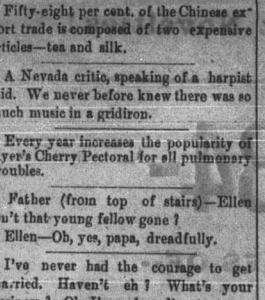 Fifty-eight per cent. of the Chinese ex-
ort trade is composed of two expensive
ticles—tea and silk.
A Nevada critic, speaking of a harpist
id. We never before knew there was so
uch music in a gridiron.
Every year increases the popularity of
yer's Cherry Pectoral for all pulmonary
oubles.
Father (from top of stairs)—Ellen
n't that young fellow gone ?
Ellen—Oh, yes, papa, dreadfully.
I've never had the courage to get
arried. Haven't eh ? What's your